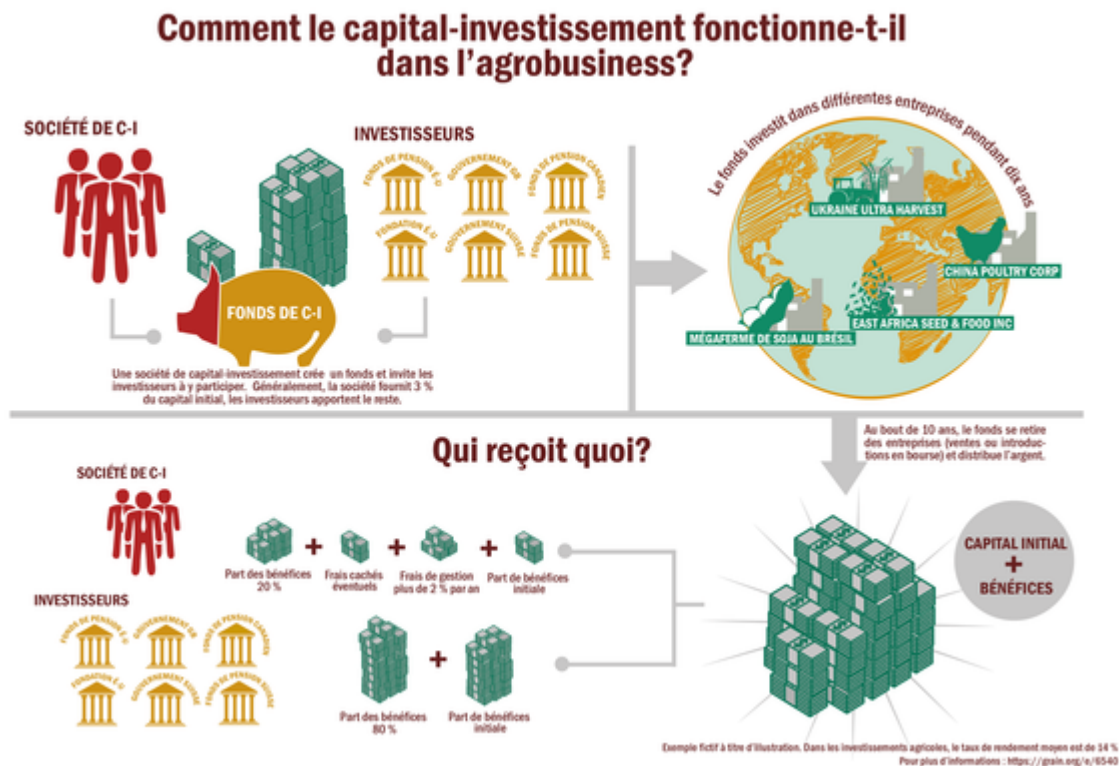 Comment le capital-investissement fonctionne-t-il
dans l'agrobusiness?
SOCIÉTÉ DE C-I
INVESTISSEURS
FONDS DE PENSION É-U
GOUVERNEMENT GB
FONDS DE PENSION CANADIEN
FONDATION É-U
GOUVERNEMENT SUISSE
FONDS DE PENSION SUISSE
FONDS DE C-I
Une société de capital-investissement crée un fonds et invite les
investisseurs à y participer. Généralement, la société fournit 3 %
du capital initial, les investisseurs apportent le reste.
Le fonds investit dans différentes entreprises pendant dix ans
UKRAINE ULTRA HARVEST
CHINA POULTRY CORP
EAST AFRICA SEED & FOOD INC
MÉGAFERME DE SOJA AU BRÉSIL
Au bout de 10 ans, le fonds se retire
des entreprises (ventes ou introduc-
tions en bourse) et distribue l'argent.
Qui reçoit quoi?
SOCIÉTÉ DE C-I
Part des bénéfices
20 %
+
Frais cachés
éventuels
+
Frais de gestion
plus de 2 % par an
+
Part de bénéfices
initiale
INVESTISSEURS
FONDS DE PENSION É-U
GOUVERNEMENT GB
FONDS DE PENSION CANADIEN
FONDATION É-U
GOUVERNEMENT SUISSE
FONDS DE PENSION SUISSE
Part des bénéfices
80 %
+
Part de bénéfices
initiale
CAPITAL INITIAL
+
BÉNÉFICES
Exemple fictif à titre d'illustration. Dans les investissements agricoles, le taux de rendement moyen est de 14 %
Pour plus d'informations : https://grain.org/e/6546